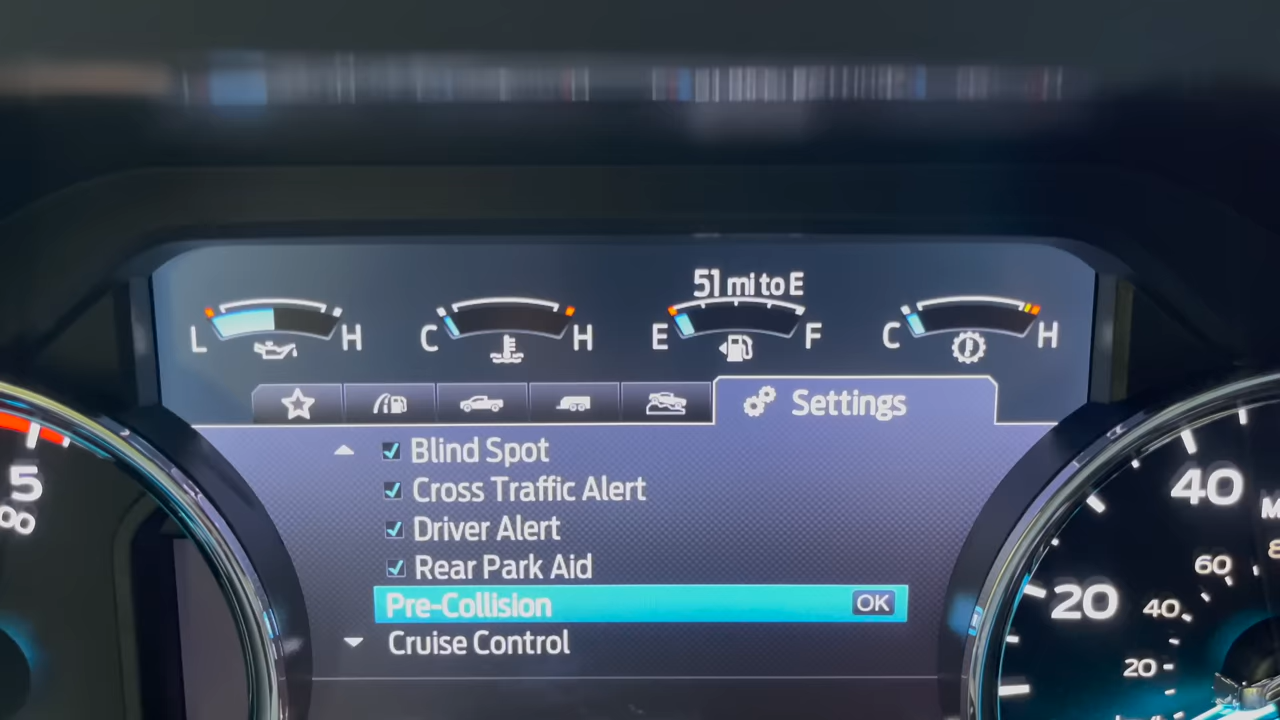 51 mi to E
L H C H E F C H
Settings
Blind Spot
Cross Traffic Alert
Driver Alert
Rear Park Aid
Pre-Collision OK
Cruise Control
5
40
60
20
40
20